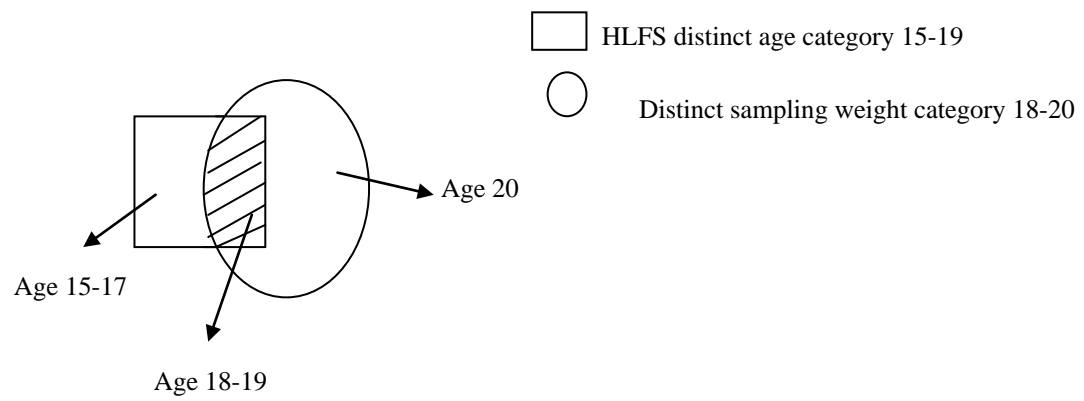 HLFS distinct age category 15-19
Distinct sampling weight category 18-20
Age 20
Age 15-17
Age 18-19